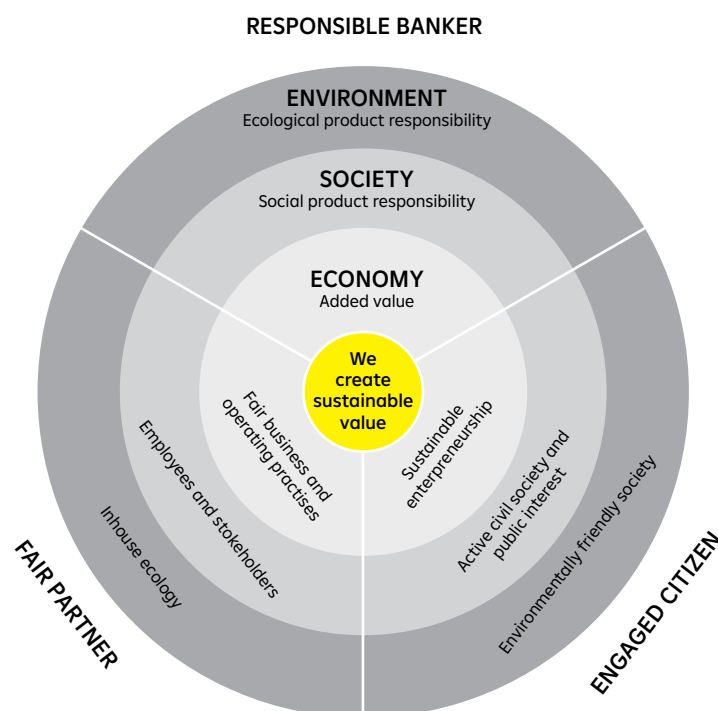 RESPONSIBLE BANKER
ENVIRONMENT
Ecological product responsibility
SOCIETY
Social product responsibility
ECONOMY
Added value
We
create
sustainable
value
Fair business and
operating practises
Sustainable
enterpreneurship
Employees and stokeholders
Active civil society and
public interest
Inhouse ecology
Environmentally friendly society
FAIR PARTNER
ENGAGED CITIZEN